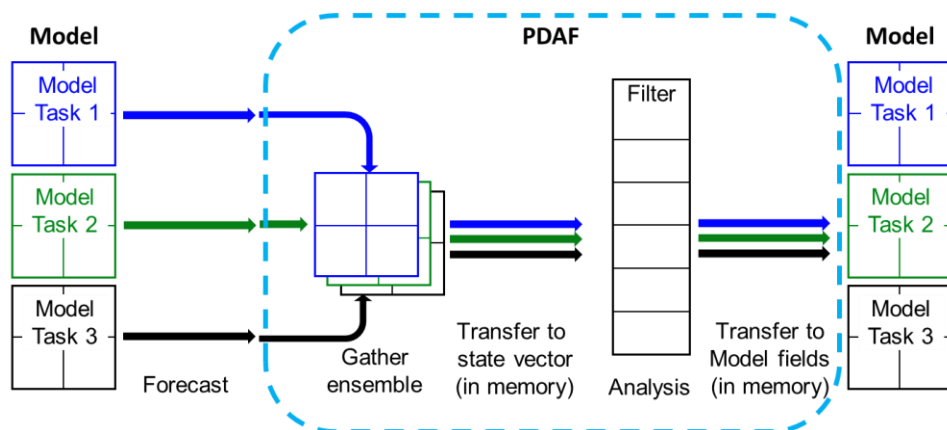 Model
PDAF
Model
Model
Task 1
Model
Task 2
Model
Task 3
Forecast
Gather
ensemble
Transfer to
state vector
(in memory)
Filter
Analysis
Transfer to
Model fields
(in memory)
Model
Task 1
Model
Task 2
Model
Task 3